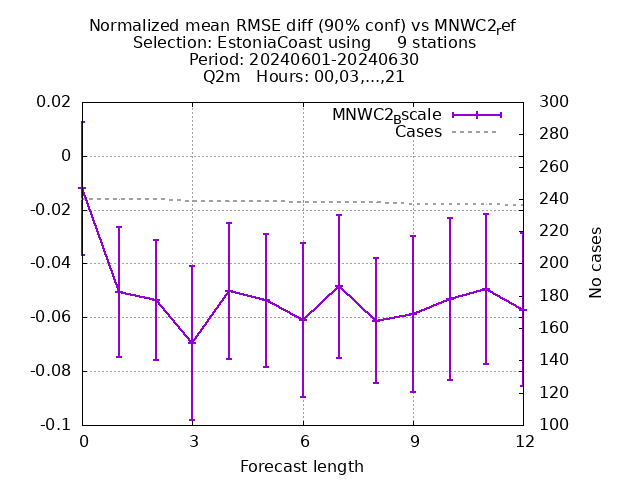 Normalized mean RMSE diff (90% conf) vs MNWC2ref
Selection: EstoniaCoast using 9 stations
Period: 20240601-20240630
Q2m Hours: 00,03,...,21
MNWC2Bscale
Cases
0.02
0
-0.02
-0.04
-0.06
-0.08
-0.1
300
280
260
240
220
200
180
160
140
120
100
No cases
0 3 6 9 12
Forecast length